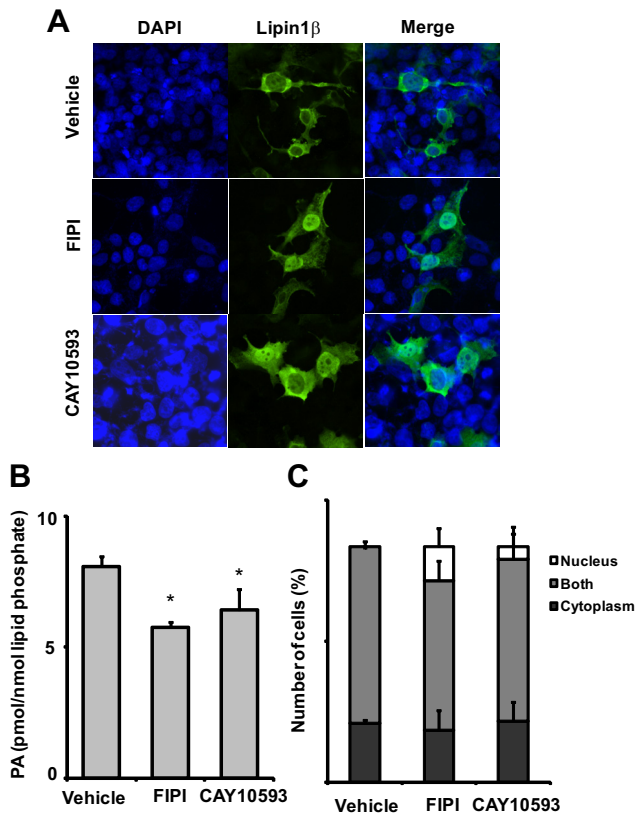 A
DAPI Lipin1β Merge
Vehicle
FIPI
CAY10593
B
PA (pmol/nmol lipid phosphate)
10
5
0
*
*
Vehicle FIPI CAY10593
C
Number of cells (%)
Nucleus
Both
Cytoplasm
Vehicle FIPI CAY10593